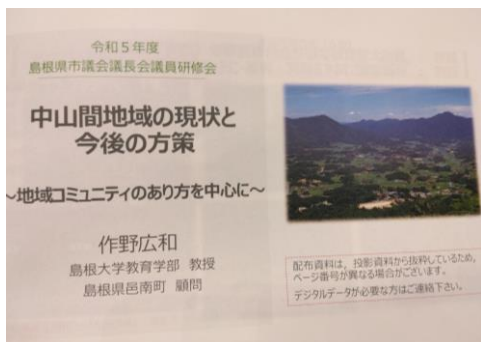 令和５年度
島根県市議会議長会議員研修会
中山間地域の現状と
今後の方策
～地域コミュニティのあり方を中心に～
作野広和
島根大学教育学部 教授
島根県邑南町 顧問
配布資料は，投影資料から抜粋しているため，
ページ番号が異なる場合がございます。
デジタルデータが必要な方はご連絡下さい。